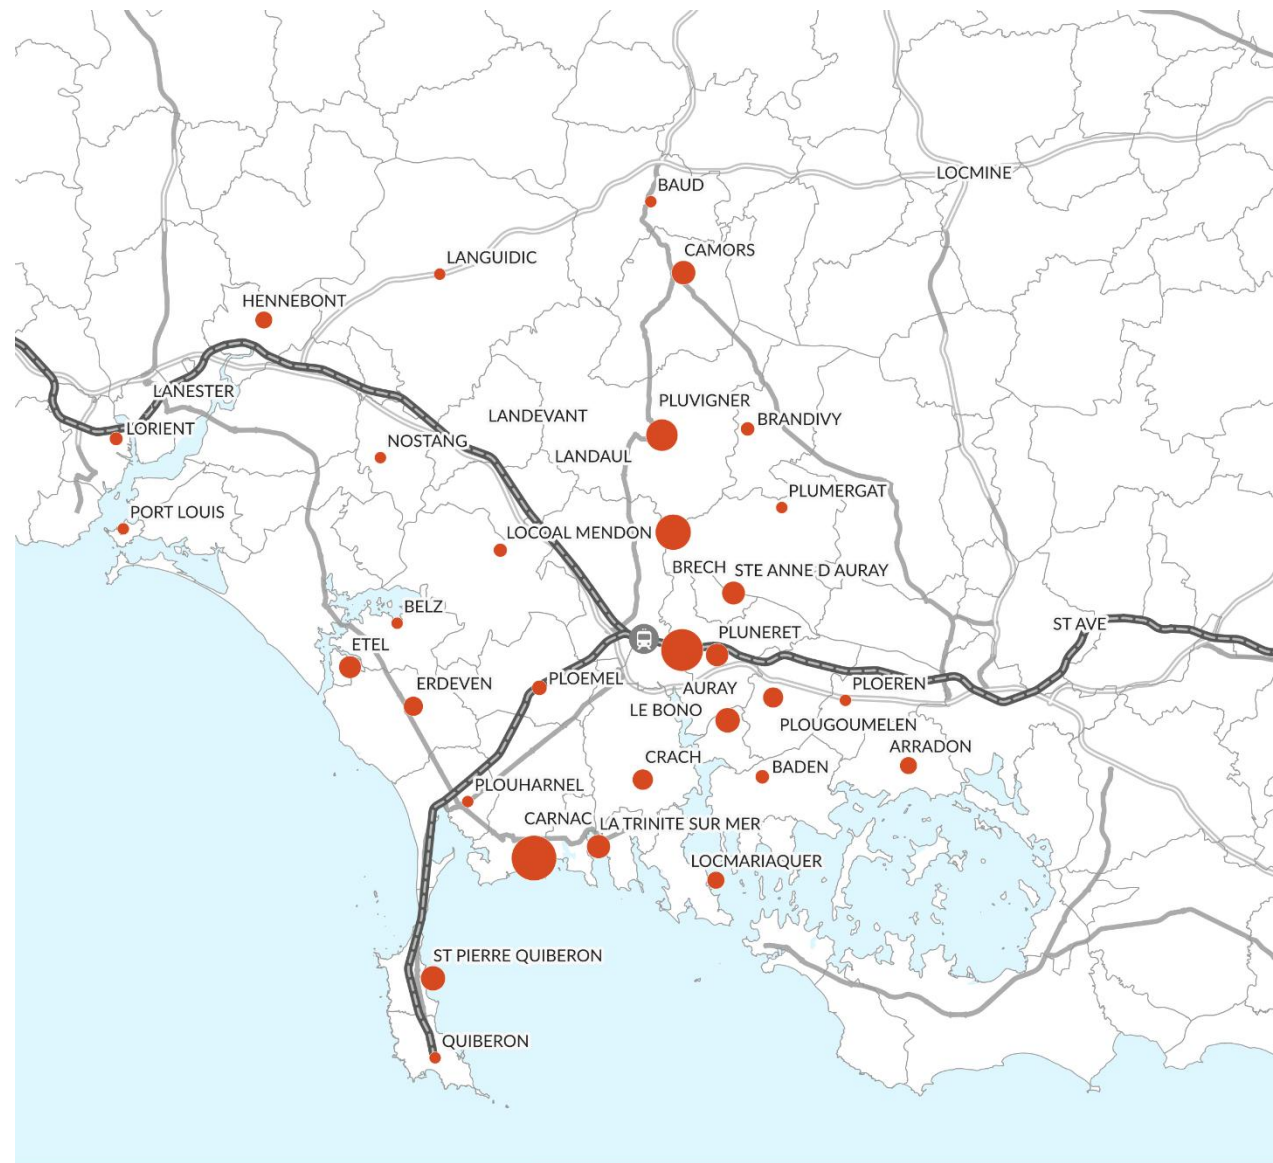 LOCMINE
BAUD
CAMORS
LANGUIDIC
HENNEBONT
LANESTER
PLUVIGNER
LANDEVANT
BRANDIVY
LORIENT
NOSTANG
LANDAUL
PLUMERGAT
PORT LOUIS
LOCOAL MENDON
BRECH
STE ANNE D AURAY
BELZ
ST AVE
PLUNERET
ETEL
PLOEMEL
ERDEVEN
AURAY
PLOEREN
LE BONO
PLOUGOUMELEN
ARRADON
CRACH
BADEN
PLOUHARNEL
CARNAC
LA TRINITE SUR MER
LOCMARIAQUER
ST PIERRE QUIBERON
QUIBERON